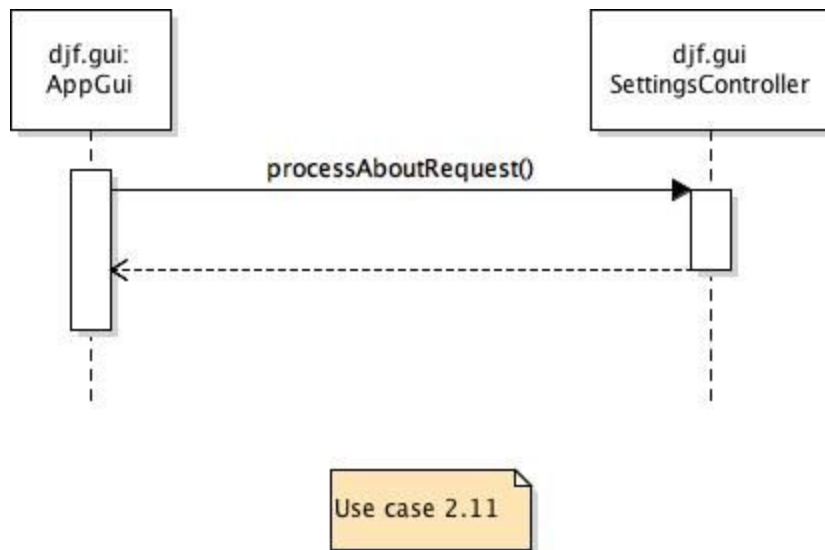 djf.gui:
AppGui
djf.gui
SettingsController
processAboutRequest()
Use case 2.11